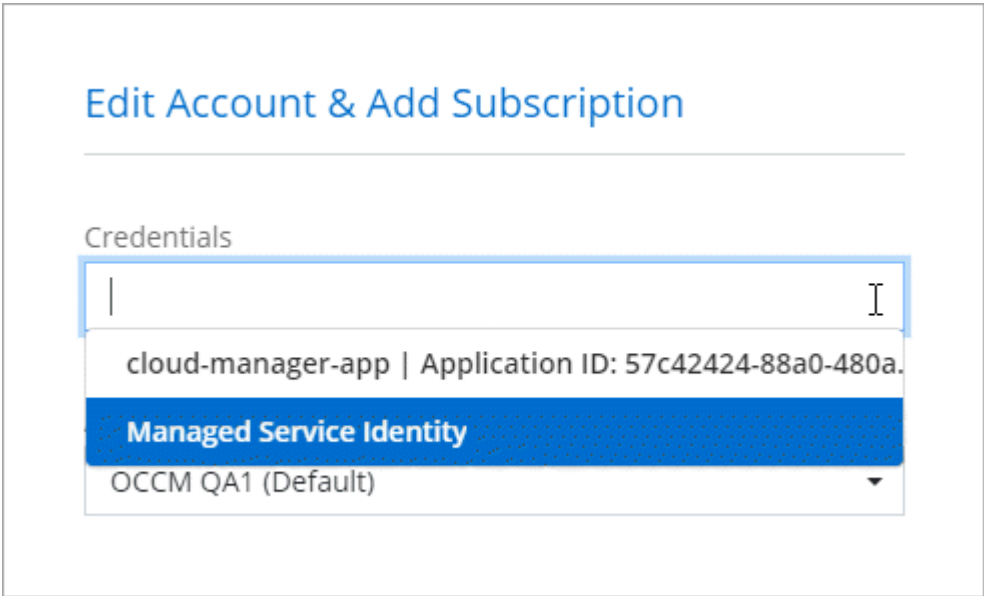 Edit Account & Add Subscription
Credentials
cloud-manager-app | Application ID: 57c42424-88a0-480a.
Managed Service Identity
OCCM QA1 (Default)